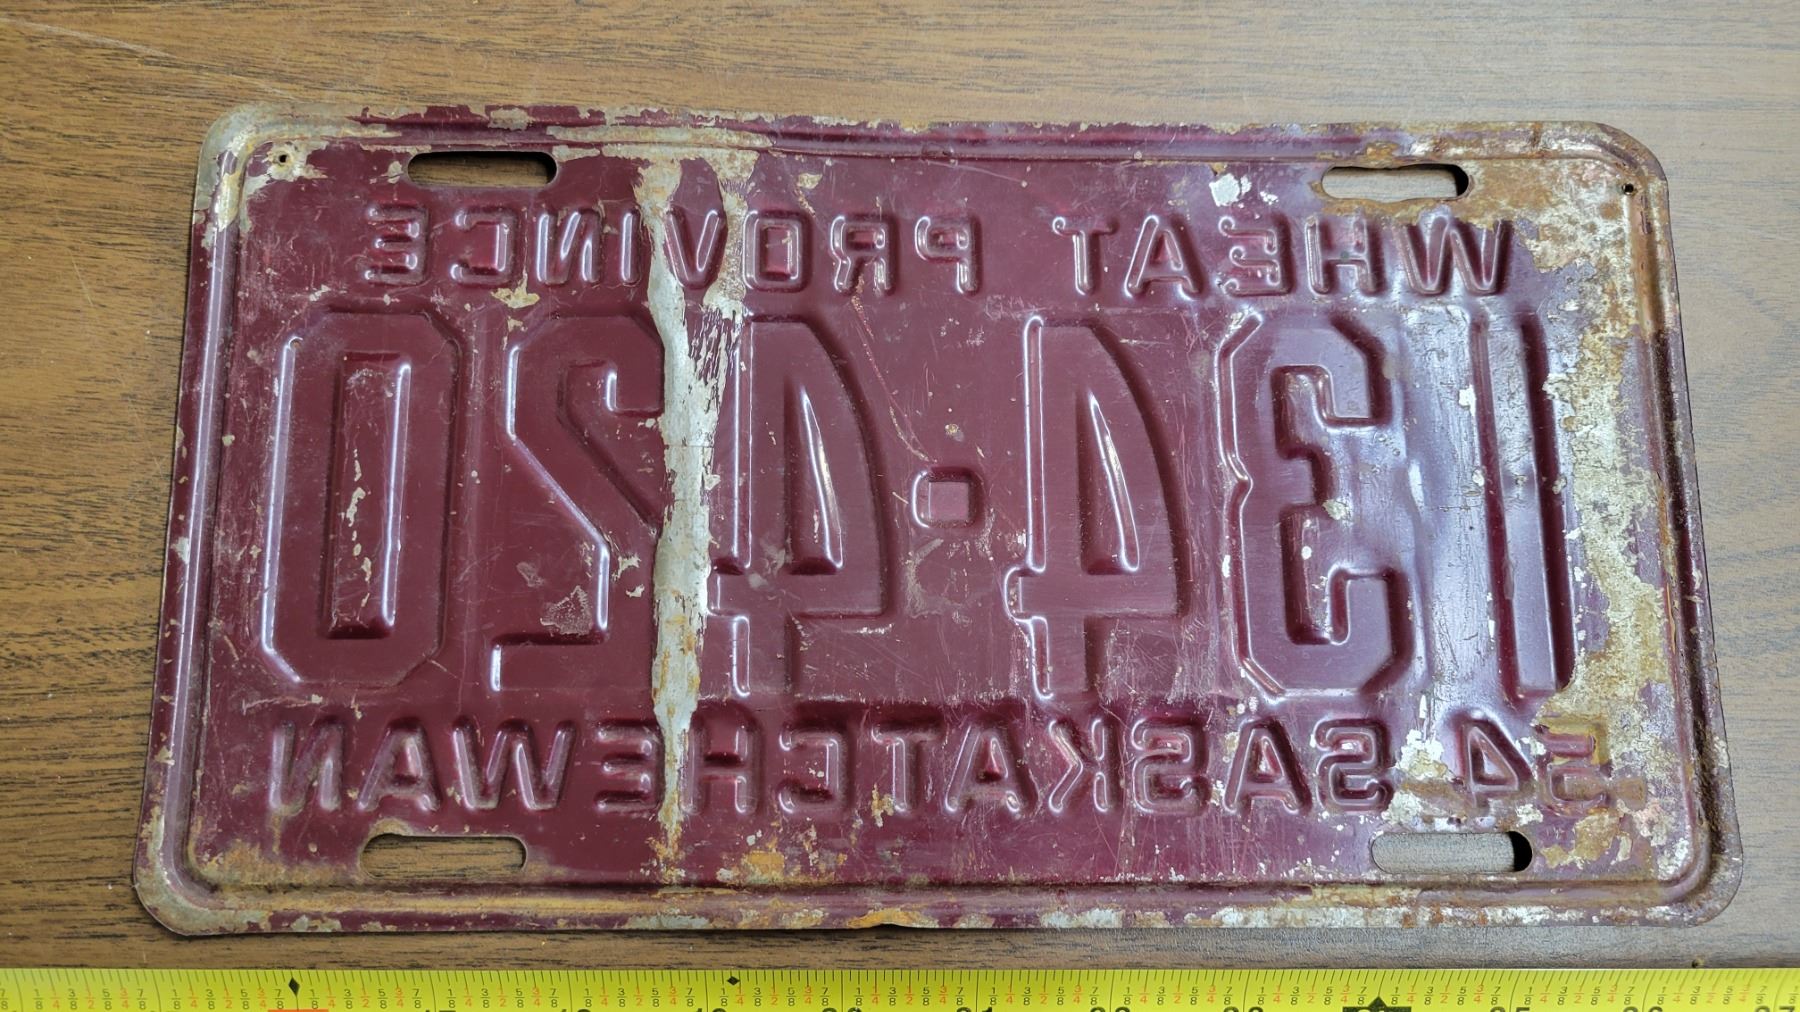 WHEAT PROVINCE
134·420
54 SASKATCHEWAN